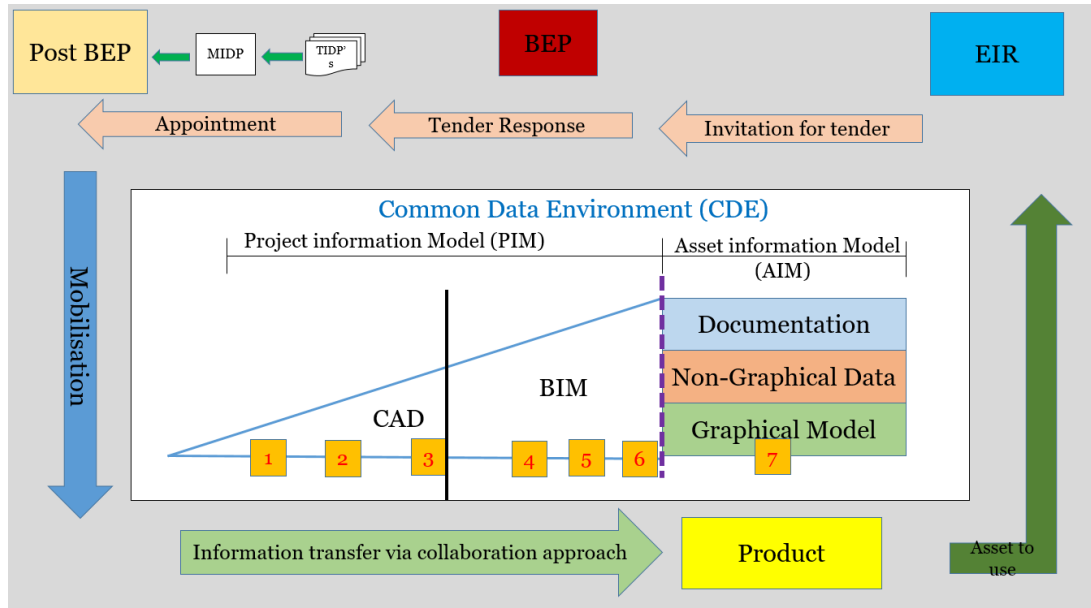 Post BEP
MIDP
TIDP'
s
BEP
EIR
Appointment
Tender Response
Invitation for tender
Mobilisation
Common Data Environment (CDE)
Project information Model (PIM)
Asset information Model
(AIM)
Documentation
Non-Graphical Data
Graphical Model
BIM
CAD
1
2
3
4
5
6
7
Information transfer via collaboration approach
Product
Asset to
use